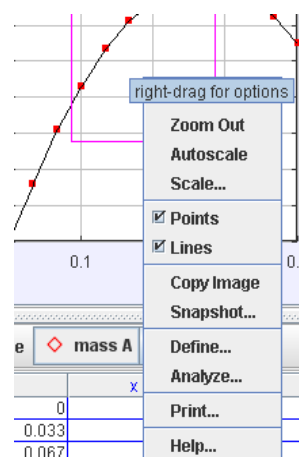 right-drag for options
Zoom Out
Autoscale
Scale...
Points
Lines
0.1
0.
Copy Image
Snapshot...
e
mass A
Define...
Analyze...
x
0
Print...
0.033
0.067
Help...